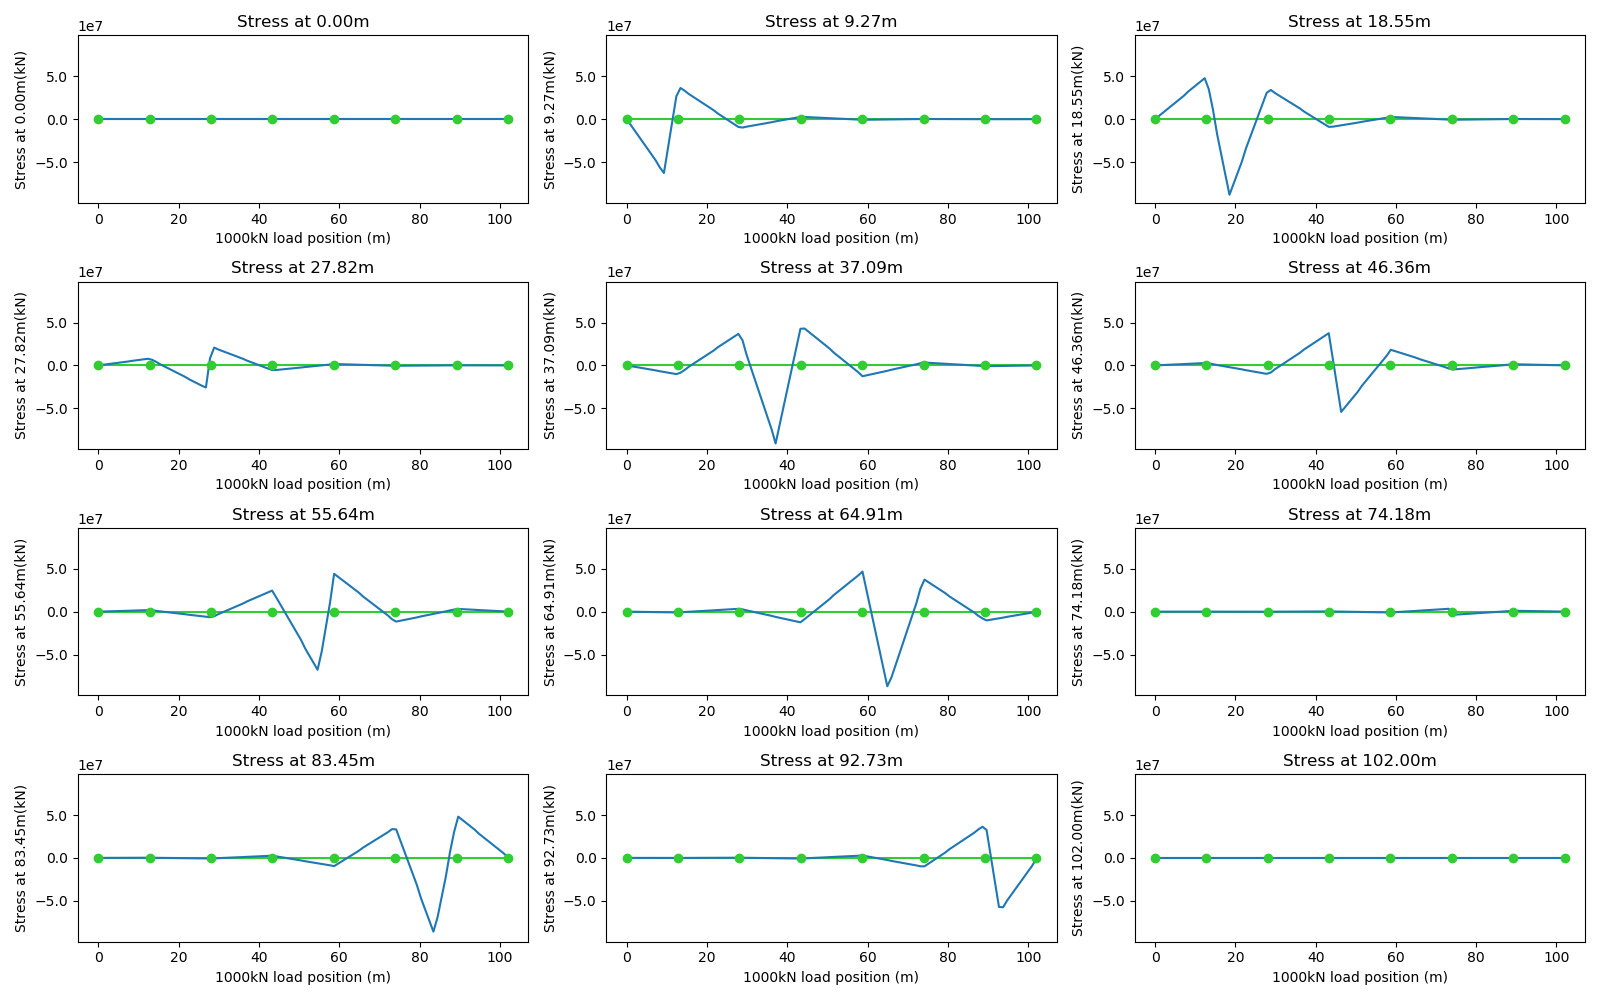 Stress at 0.00m
1e7
Stress at 0.00m(kN)
5.0
0.0
−5.0
0 20 40 60 80 100
1000kN load position (m)
Stress at 9.27m
1e7
Stress at 9.27m(kN)
5.0
0.0
−5.0
0 20 40 60 80 100
1000kN load position (m)
Stress at 18.55m
1e7
Stress at 18.55m(kN)
5.0
0.0
−5.0
0 20 40 60 80 100
1000kN load position (m)
Stress at 27.82m
1e7
Stress at 27.82m(kN)
5.0
0.0
−5.0
0 20 40 60 80 100
1000kN load position (m)
Stress at 37.09m
1e7
Stress at 37.09m(kN)
5.0
0.0
−5.0
0 20 40 60 80 100
1000kN load position (m)
Stress at 46.36m
1e7
Stress at 46.36m(kN)
5.0
0.0
−5.0
0 20 40 60 80 100
1000kN load position (m)
Stress at 55.64m
1e7
Stress at 55.64m(kN)
5.0
0.0
−5.0
0 20 40 60 80 100
1000kN load position (m)
Stress at 64.91m
1e7
Stress at 64.91m(kN)
5.0
0.0
−5.0
0 20 40 60 80 100
1000kN load position (m)
Stress at 74.18m
1e7
Stress at 74.18m(kN)
5.0
0.0
−5.0
0 20 40 60 80 100
1000kN load position (m)
Stress at 83.45m
1e7
Stress at 83.45m(kN)
5.0
0.0
−5.0
0 20 40 60 80 100
1000kN load position (m)
Stress at 92.73m
1e7
Stress at 92.73m(kN)
5.0
0.0
−5.0
0 20 40 60 80 100
1000kN load position (m)
Stress at 102.00m
1e7
Stress at 102.00m(kN)
5.0
0.0
−5.0
0 20 40 60 80 100
1000kN load position (m)